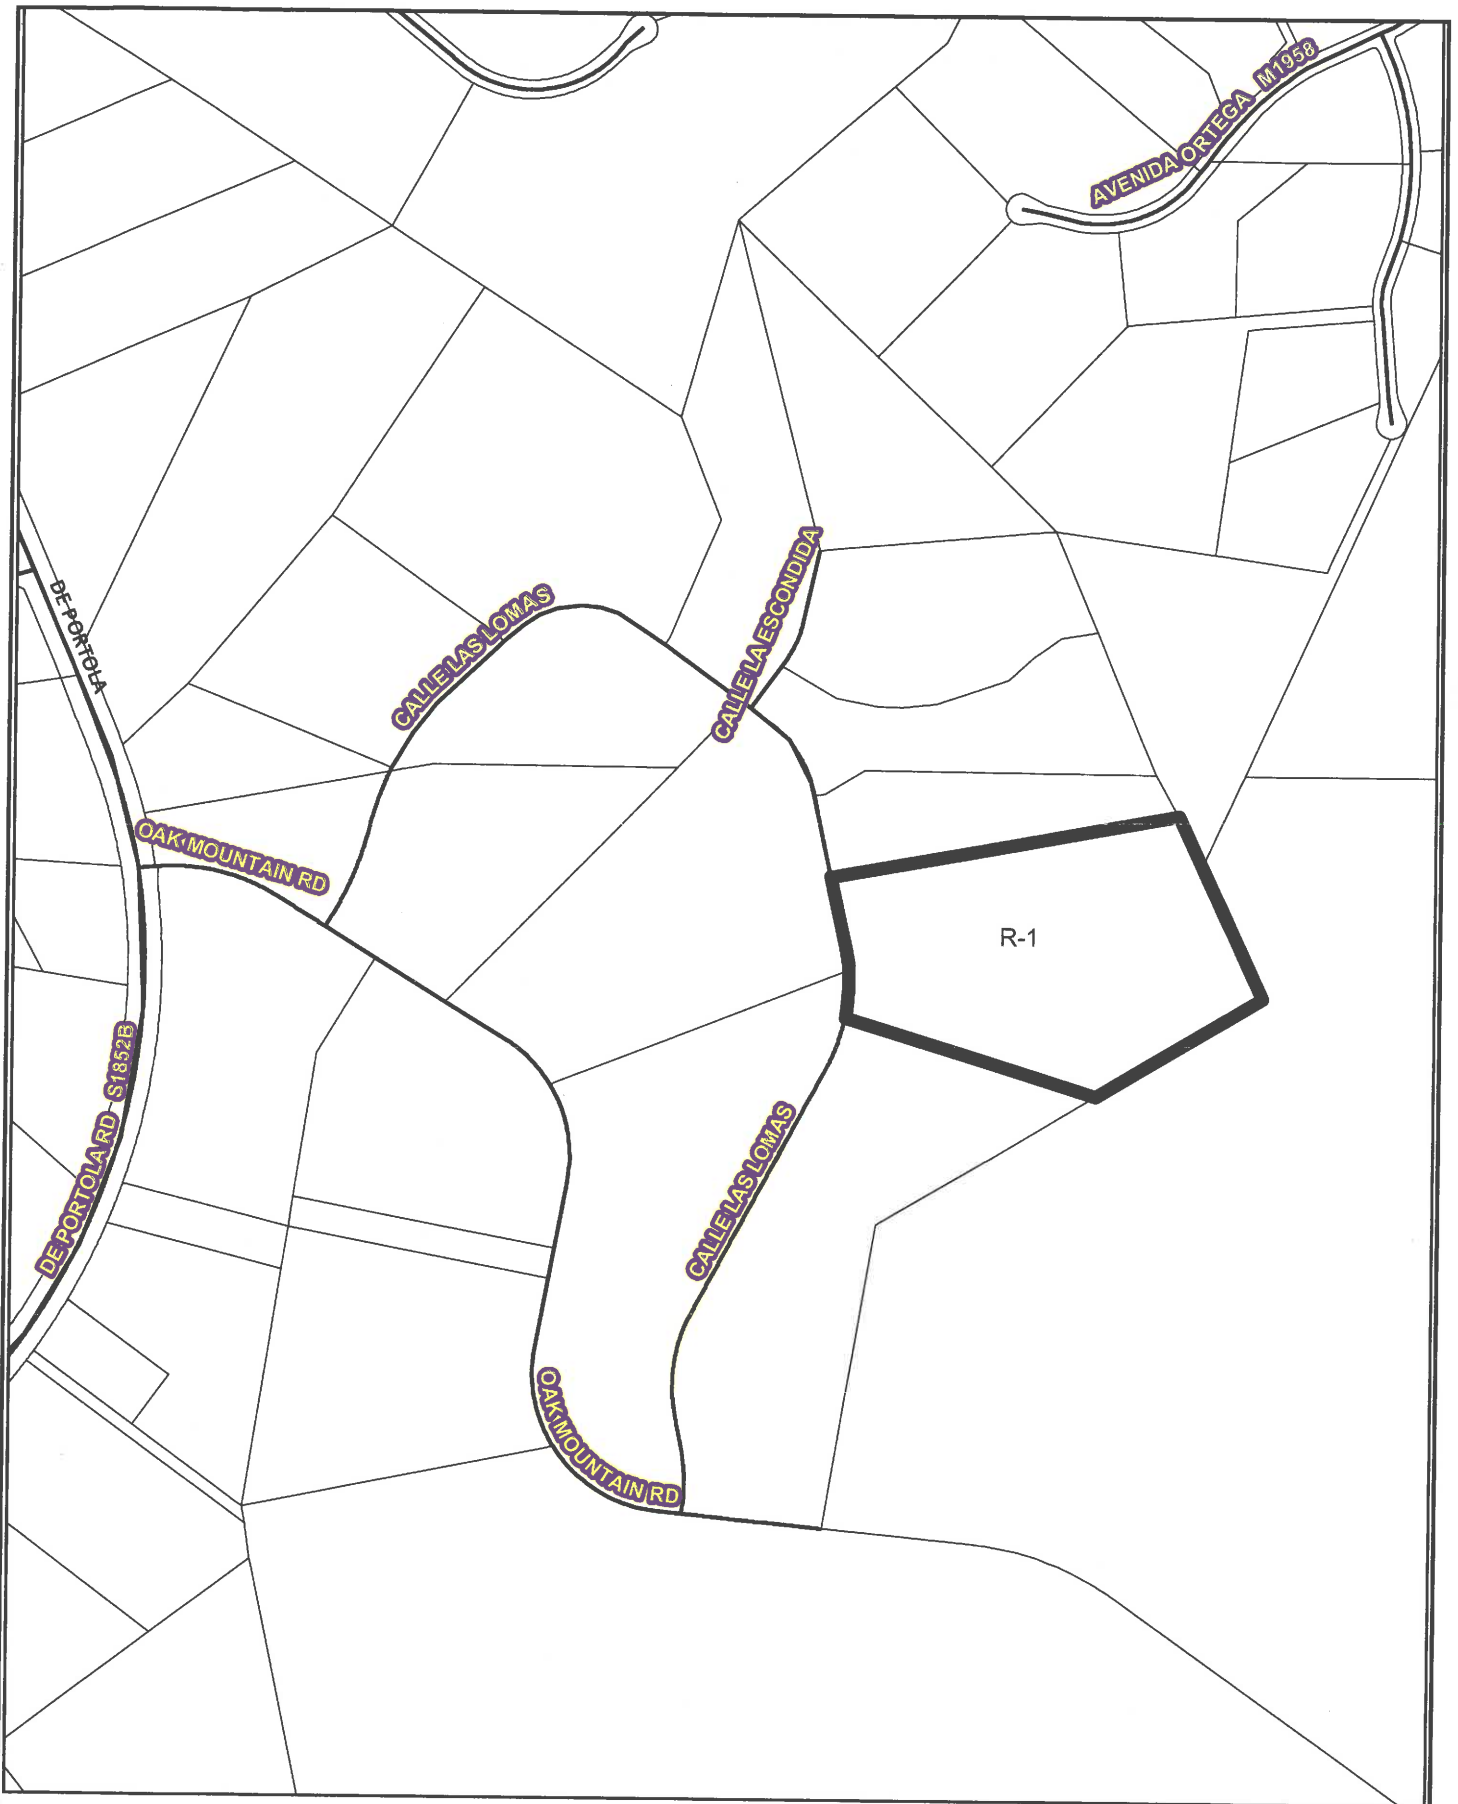 AVENIDA ORTEGA M1958
CALLE LA ESCONDIDA
DE PORTOLA
CALLE LAS LOMAS
OAK MOUNTAIN RD
R-1
DE PORTOLA RD S1852B
CALLE LAS LOMAS
OAK MOUNTAIN RD